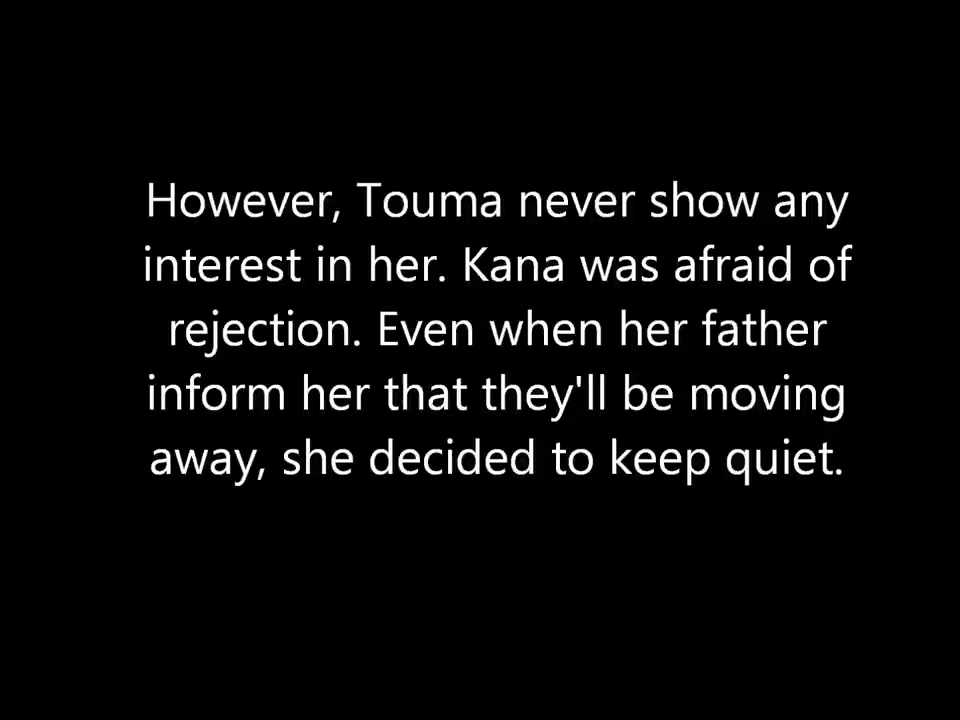 However, Touma never show any
interest in her. Kana was afraid of
rejection. Even when her father
inform her that they'll be moving
away, she decided to keep quiet.